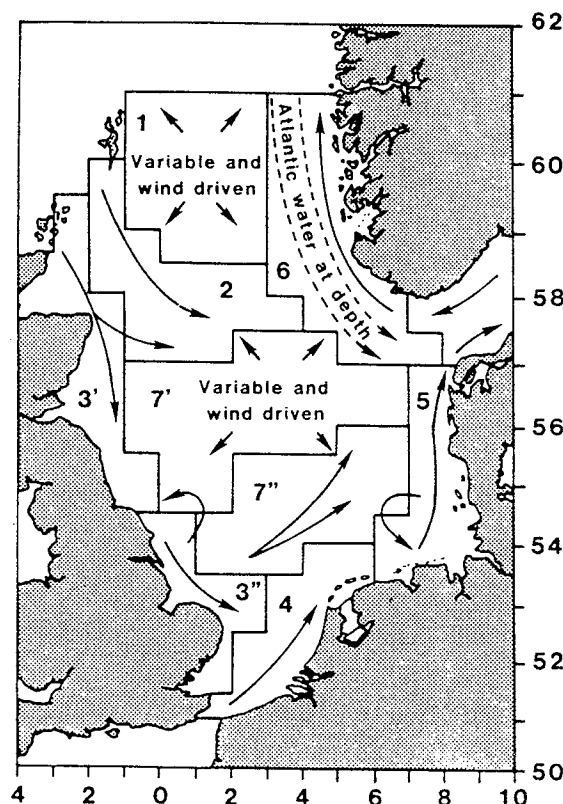 62
1
Variable and
wind driven
Atlantic water at depth
60
6
2
58
3'
7'
Variable and
wind driven
5
56
7''
54
3''
4
52
50
4 2 0 2 4 6 8 10